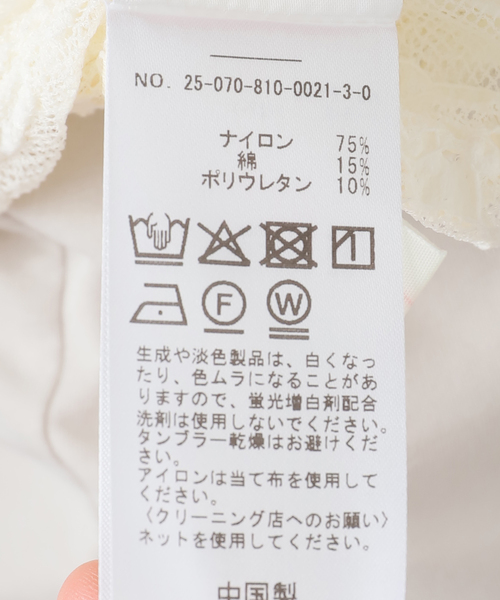 NO. 25-070-810-0021-3-0
ナイロン 75%
綿 15%
ポリウレタン 10%
F W
生成や淡色製品は、白くなっ
たり、色ムラになることがあ
りますので、蛍光増白剤配合
洗剤は使用しないでください。
タンブラー乾燥はお避けくだ
さい。
アイロンは当て布を使用して
ください。
〈クリーニング店へのお願い〉
ネットを使用してください。
中国製